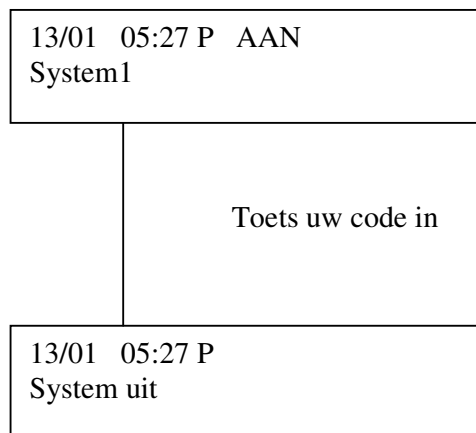 13/01 05:27 P AAN
System1
Toets uw code in
13/01 05:27 P
System uit